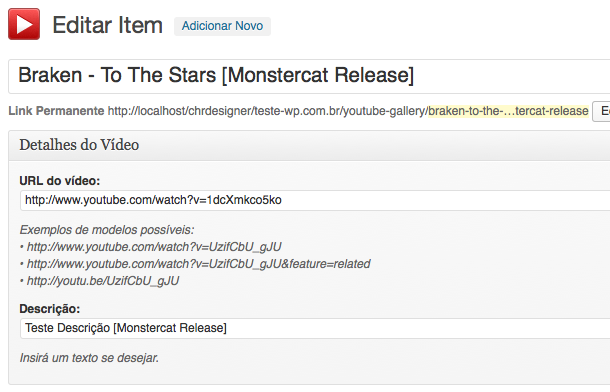 Editar Item Adicionar Novo
Braken - To The Stars [Monstercat Release]
Link Permanente http://localhost/chrdesigner/teste-wp.com.br/youtube-gallery/braken-to-the-…tercat-release
Detalhes do Vídeo
URL do vídeo:
http://www.youtube.com/watch?v=1dcXmkco5ko
Exemplos de modelos possíveis:
• http://www.youtube.com/watch?v=UzifCbU_gJU
• http://www.youtube.com/watch?v=UzifCbU_gJU&feature=related
• http://youtu.be/UzifCbU_gJU
Descrição:
Teste Descrição [Monstercat Release]
Insirá um texto se desejar.